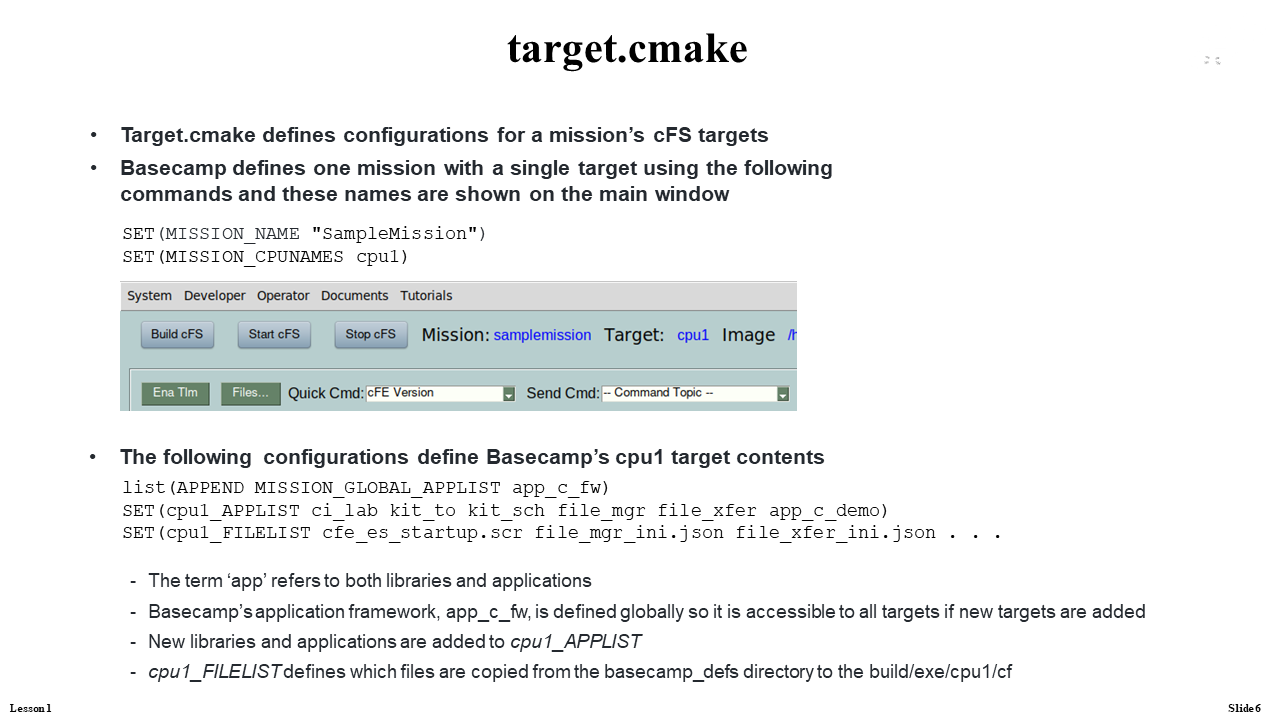 target.cmake
• Target.cmake defines configurations for a mission's cFS targets
• Basecamp defines one mission with a single target using the following
commands and these names are shown on the main window
SET(MISSION_NAME "SampleMission")
SET(MISSION_CPUNAMES cpu1)
System Developer Operator Documents Tutorials
Build cFS Start cFS Stop cFS Mission: samplemission Target: cpu1 Image
Ena Tlm Files... Quick Cmd: cFE Version Send Cmd: -- Command Topic --
• The following configurations define Basecamp's cpu1 target contents
list(APPEND MISSION_GLOBAL_APPLIST app_c_fw)
SET(cpu1_APPLIST ci_lab kit_to kit_sch file_mgr file_xfer app_c_demo)
SET(cpu1_FILELIST cfe_es_startup.scr file_mgr_ini.json file_xfer_ini.json . . .
- The term ‘app’ refers to both libraries and applications
- Basecamp's application framework, app_c_fw, is defined globally so it is accessible to all targets if new targets are added
- New libraries and applications are added to cpu1_APPLIST
- cpu1_FILELIST defines which files are copied from the basecamp_defs directory to the build/exe/cpu1/cf
Lesson 1
Slide 6